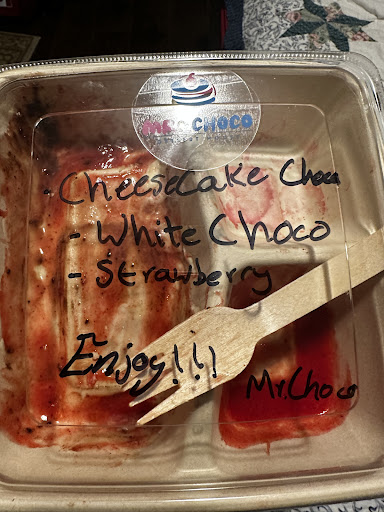 MR CHOCO
- CheeseCake Choco
- White Choco
- Strawberry
Enjoy!!!
Mr.Choco